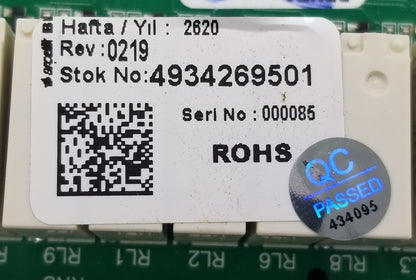 Hafta / Yıl : 2620
Rev :0219
Stok No:4934269501
Seri No : 000085
ROHS
QC
PASSED
434095
RL9
RL1
RL2
RL6
RL8